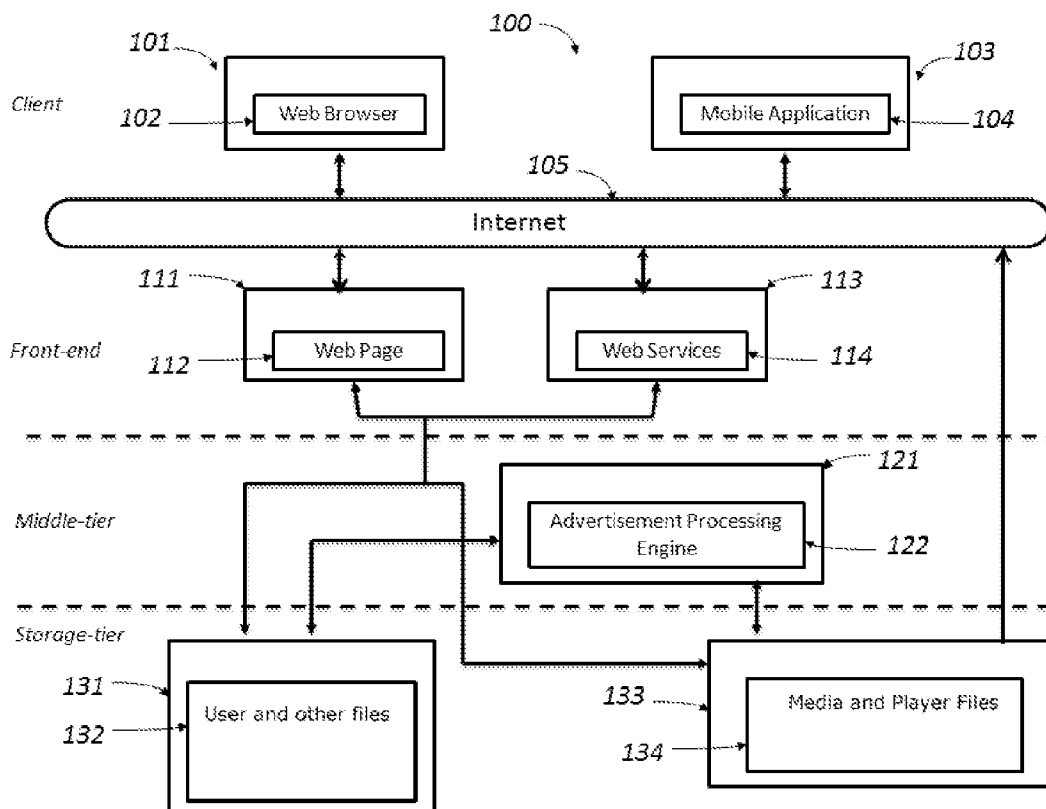 100
101
103
Client
Web Browser
102
Mobile Application
104
105
Internet
111
113
Front-end
Web Page
112
Web Services
114
121
Middle-tier
Advertisement Processing
Engine
122
Storage-tier
131
User and other files
132
133
Media and Player Files
134